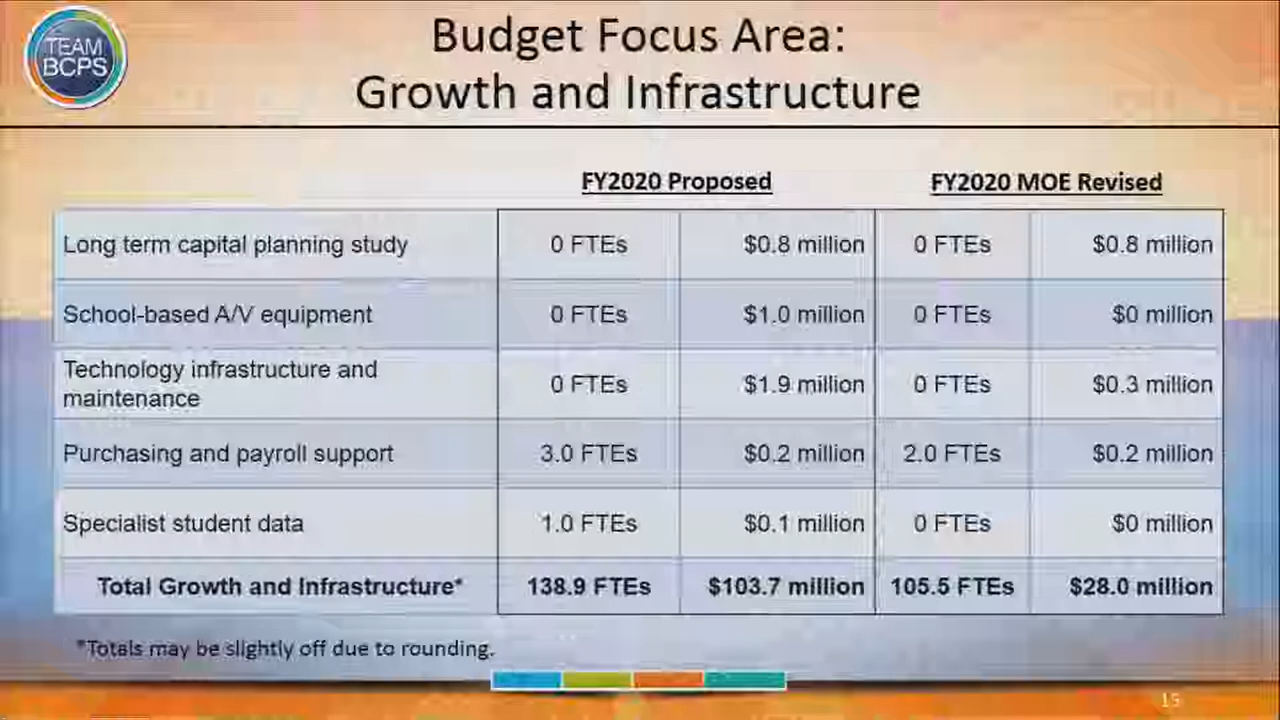 TEAM
BCPS
Budget Focus Area:
Growth and Infrastructure
FY2020 Proposed FY2020 MOE Revised
Long term capital planning study 0 FTEs $0.8 million 0 FTEs $0.8 million
School-based A/V equipment 0 FTEs $1.0 million 0 FTEs $0 million
Technology infrastructure and
maintenance 0 FTEs $1.9 million 0 FTEs $0.3 million
Purchasing and payroll support 3.0 FTEs $0.2 million 2.0 FTEs $0.2 million
Specialist student data 1.0 FTEs $0.1 million 0 FTEs $0 million
Total Growth and Infrastructure* 138.9 FTEs $103.7 million 105.5 FTEs $28.0 million
*Totals may be slightly off due to rounding.
15